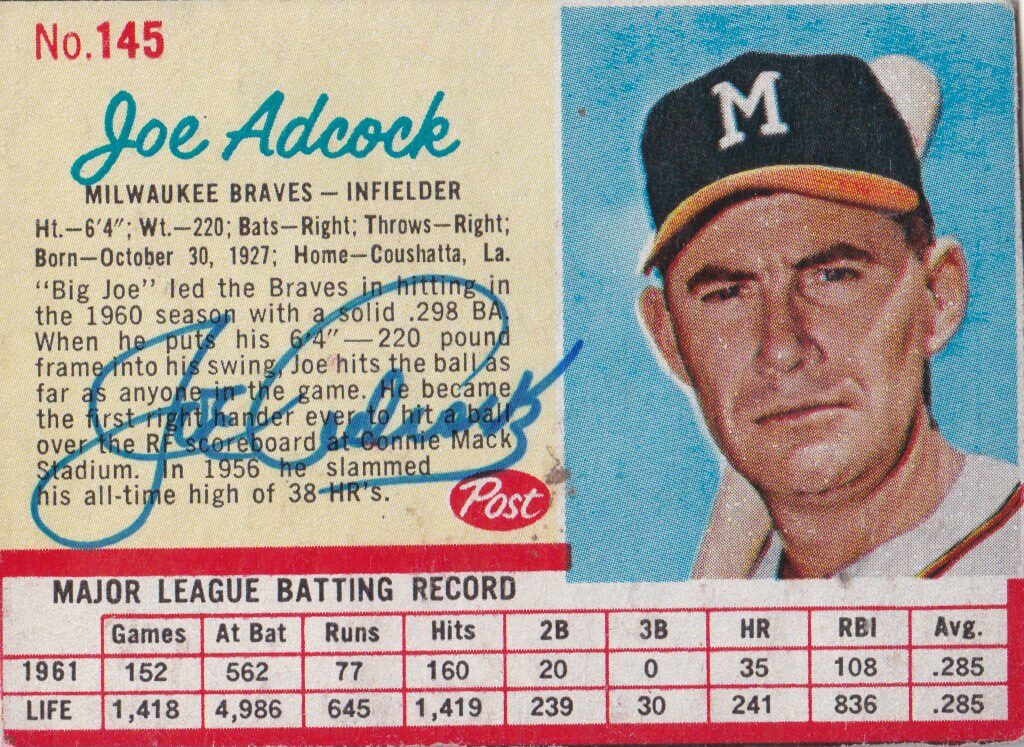 No.145
Joe Adcock
MILWAUKEE BRAVES — INFIELDER
Ht.—6'4"; Wt.—220; Bats—Right; Throws—Right;
Born—October 30, 1927; Home—Coushatta, La.
"Big Joe" led the Braves in hitting in
the 1960 season with a solid .298 BA.
When he puts his 6'4"—220 pound
frame into his swing, Joe hits the ball as
far as anyone in the game. He became
the first right hander ever to hit a ball
over the RF scoreboard at Connie Mack
Stadium. In 1956 he slammed
his all-time high of 38 HR's.
Joe Adcock
Post
M
MAJOR LEAGUE BATTING RECORD
Games At Bat Runs Hits 2B 3B HR RBI Avg.
1961 152 562 77 160 20 0 35 108 .285
LIFE 1,418 4,986 645 1,419 239 30 241 836 .285